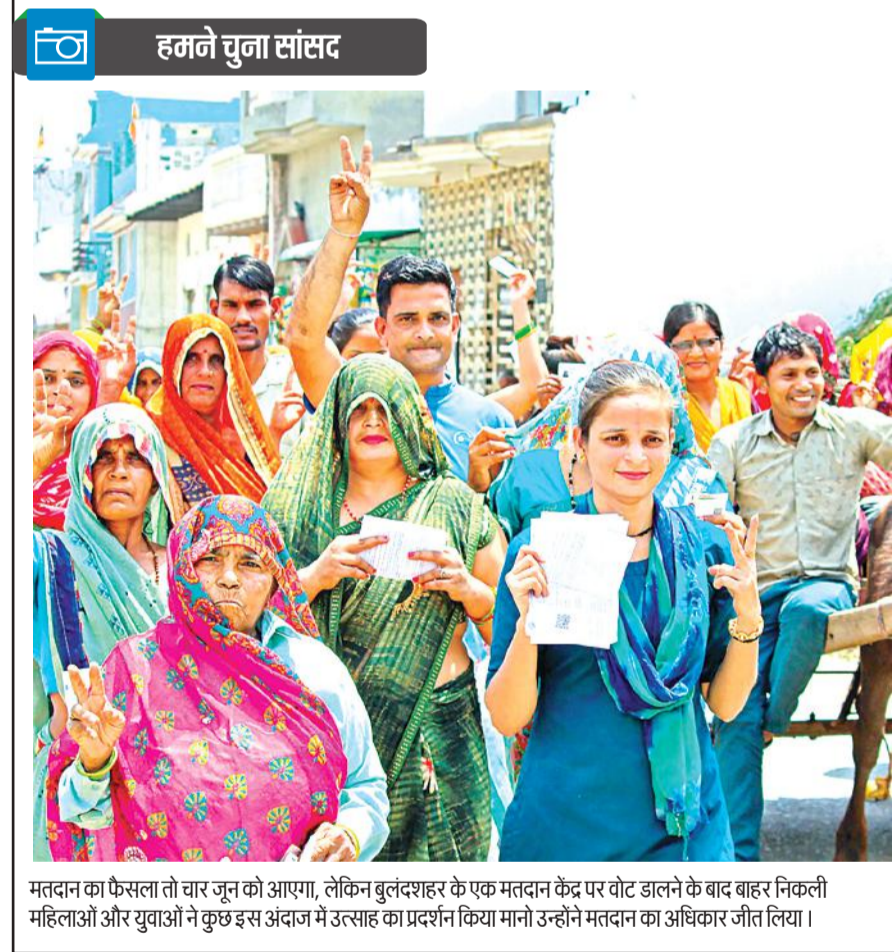 हमने चुना सांसद
मतदान का फैसला तो चार जून को आएगा, लेकिन बुलंदशहर के एक मतदान केंद्र पर वोट डालने के बाद बाहर निकली
महिलाओं और युवाओं ने कुछ इस अंदाज में उत्साह का प्रदर्शन किया मानो उन्होंने मतदान का अधिकार जीत लिया ।